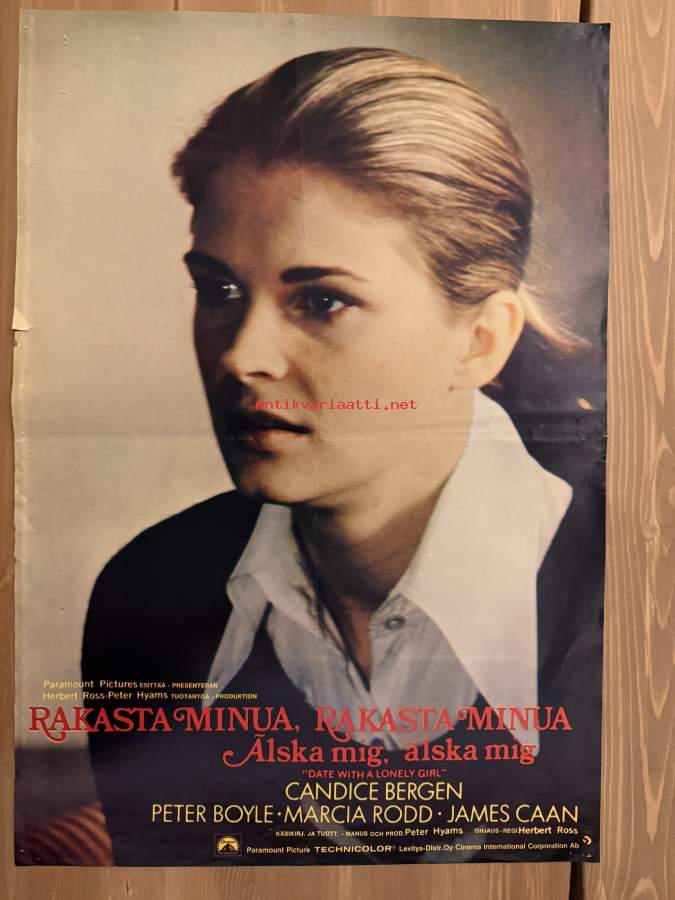 antikvariaatti.net
Paramount Pictures ESITTÄÄ - PRESENTERAR
Herbert Ross-Peter Hyams TUOTANTOA - PRODUKTION
RAKASTA MINUA, RAKASTA MINUA
Älska mig, älska mig
"DATE WITH A LONELY GIRL"
CANDICE BERGEN
PETER BOYLE · MARCIA RODD · JAMES CAAN
KÄSIKIRJ. JA TUOTT. - MANUS OCH PROD. Peter Hyams OHJAUS - REGI Herbert Ross
Paramount Picture TECHNICOLOR® Levitys-Distr. Oy Cinema International Corporation Ab